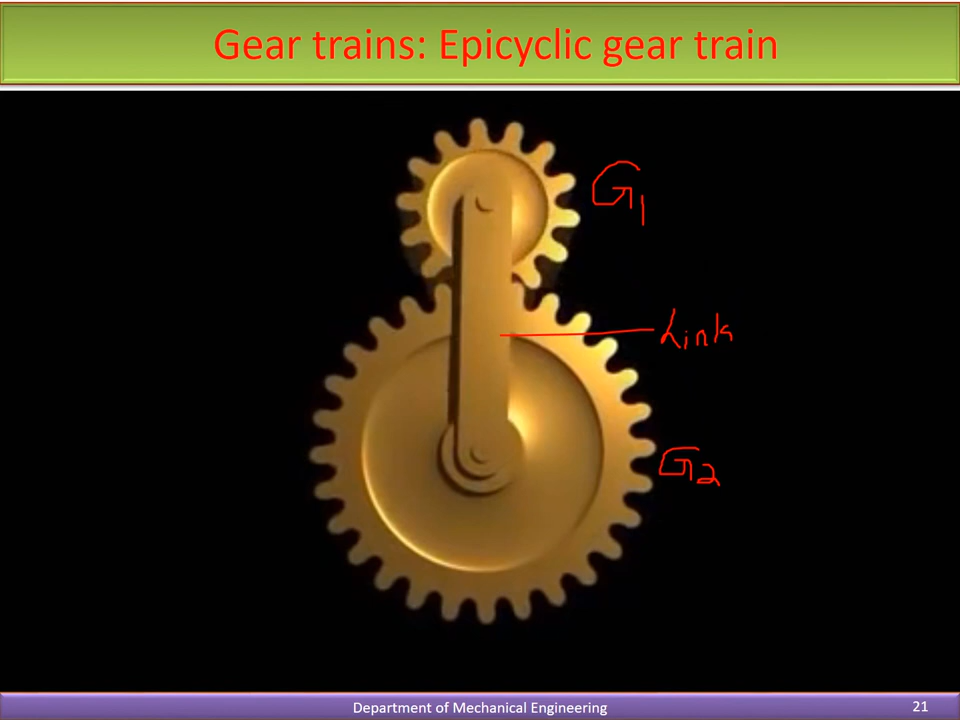 Gear trains: Epicyclic gear train
G1
Link
G2
Department of Mechanical Engineering
21